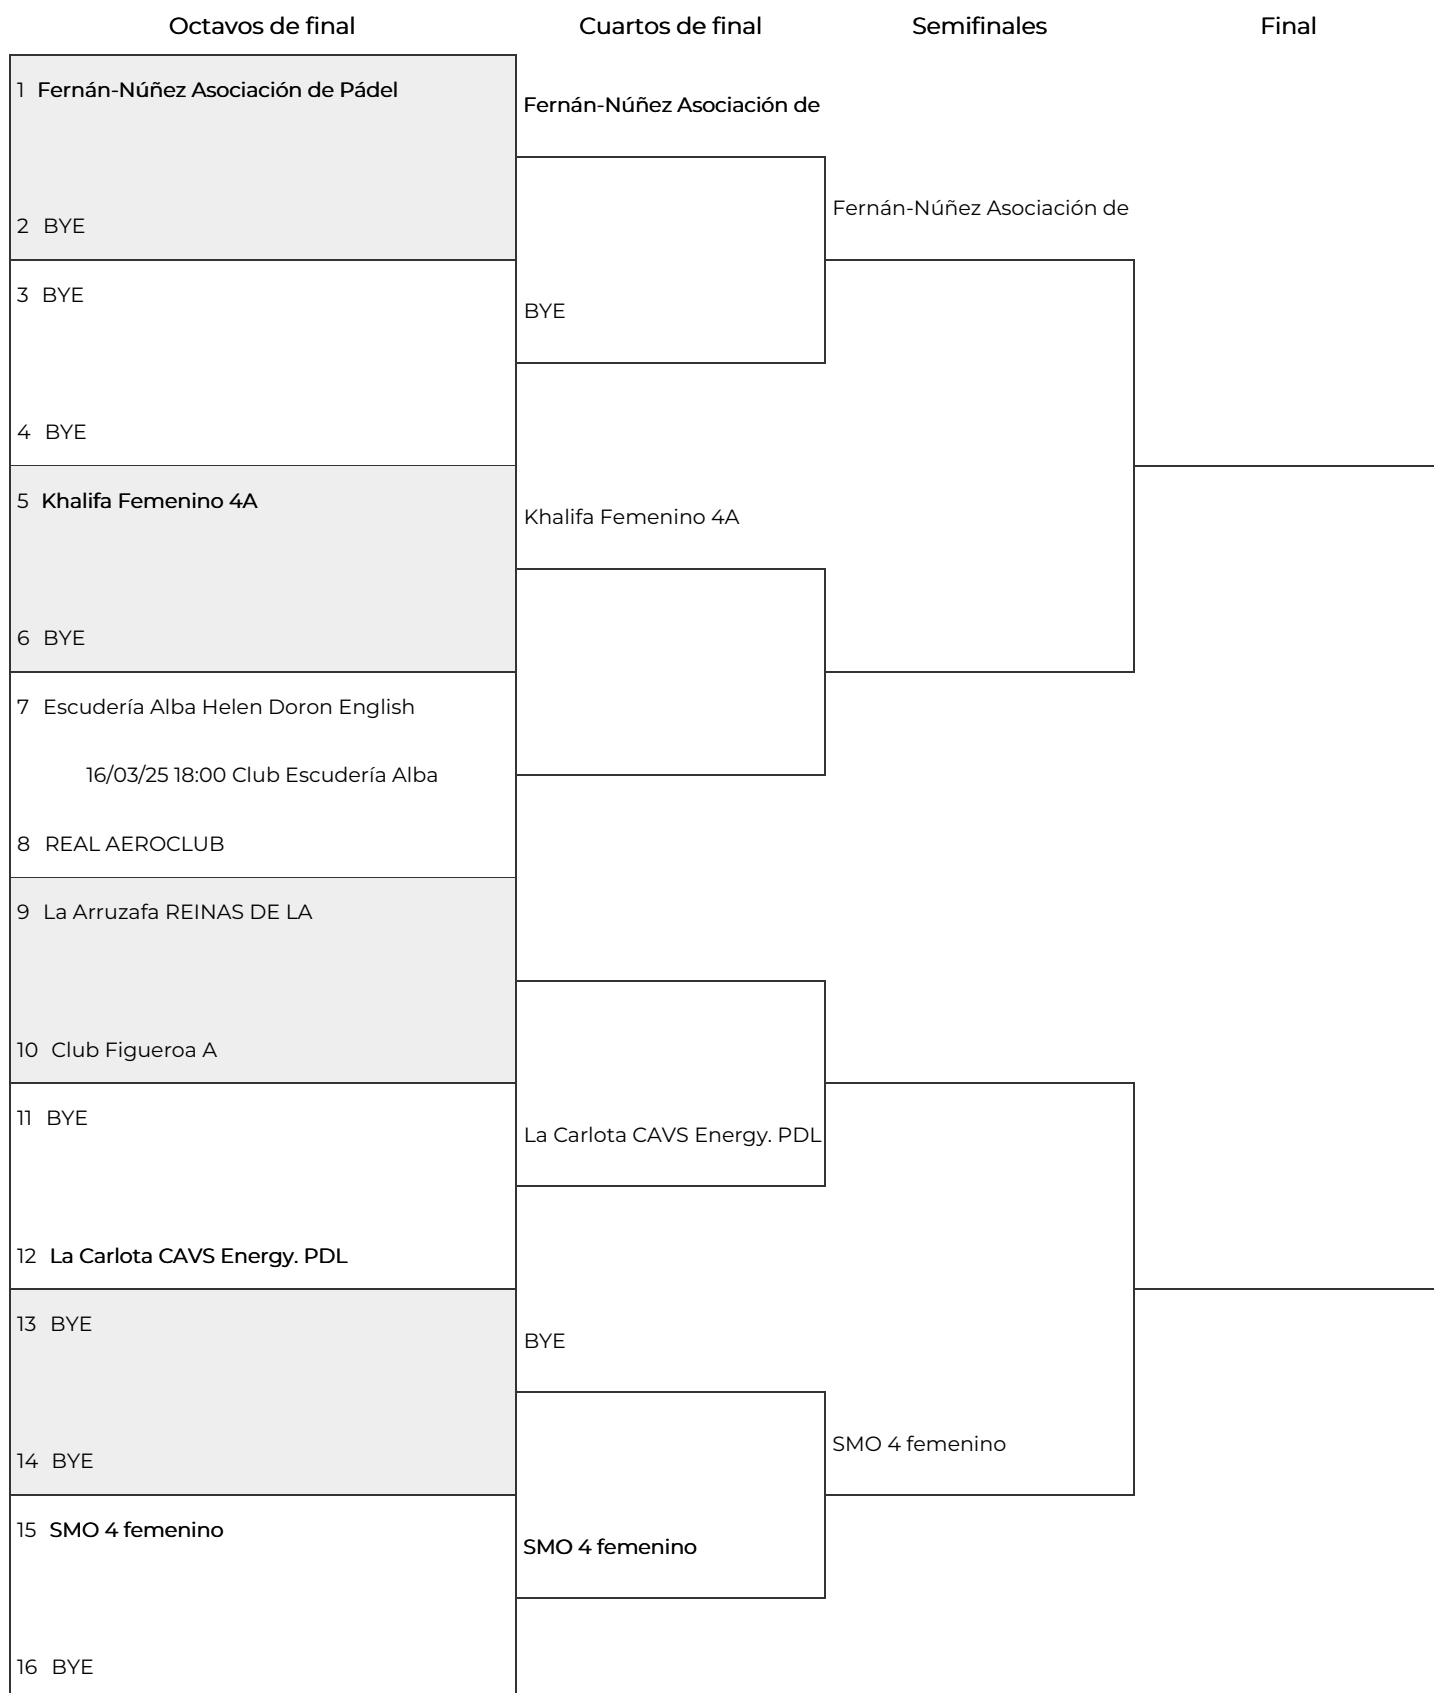 Octavos de final
Cuartos de final
Semifinales
Final
1 Fernán-Núñez Asociación de Pádel
2 BYE
3 BYE
4 BYE
5 Khalifa Femenino 4A
6 BYE
7 Escudería Alba Helen Doron English
16/03/25 18:00 Club Escudería Alba
8 REAL AEROCLUB
9 La Arruzafa REINAS DE LA
10 Club Figueroa A
11 BYE
12 La Carlota CAVS Energy. PDL
13 BYE
14 BYE
15 SMO 4 femenino
16 BYE
Fernán-Núñez Asociación de
BYE
Khalifa Femenino 4A
La Carlota CAVS Energy. PDL
BYE
SMO 4 femenino
Fernán-Núñez Asociación de
SMO 4 femenino